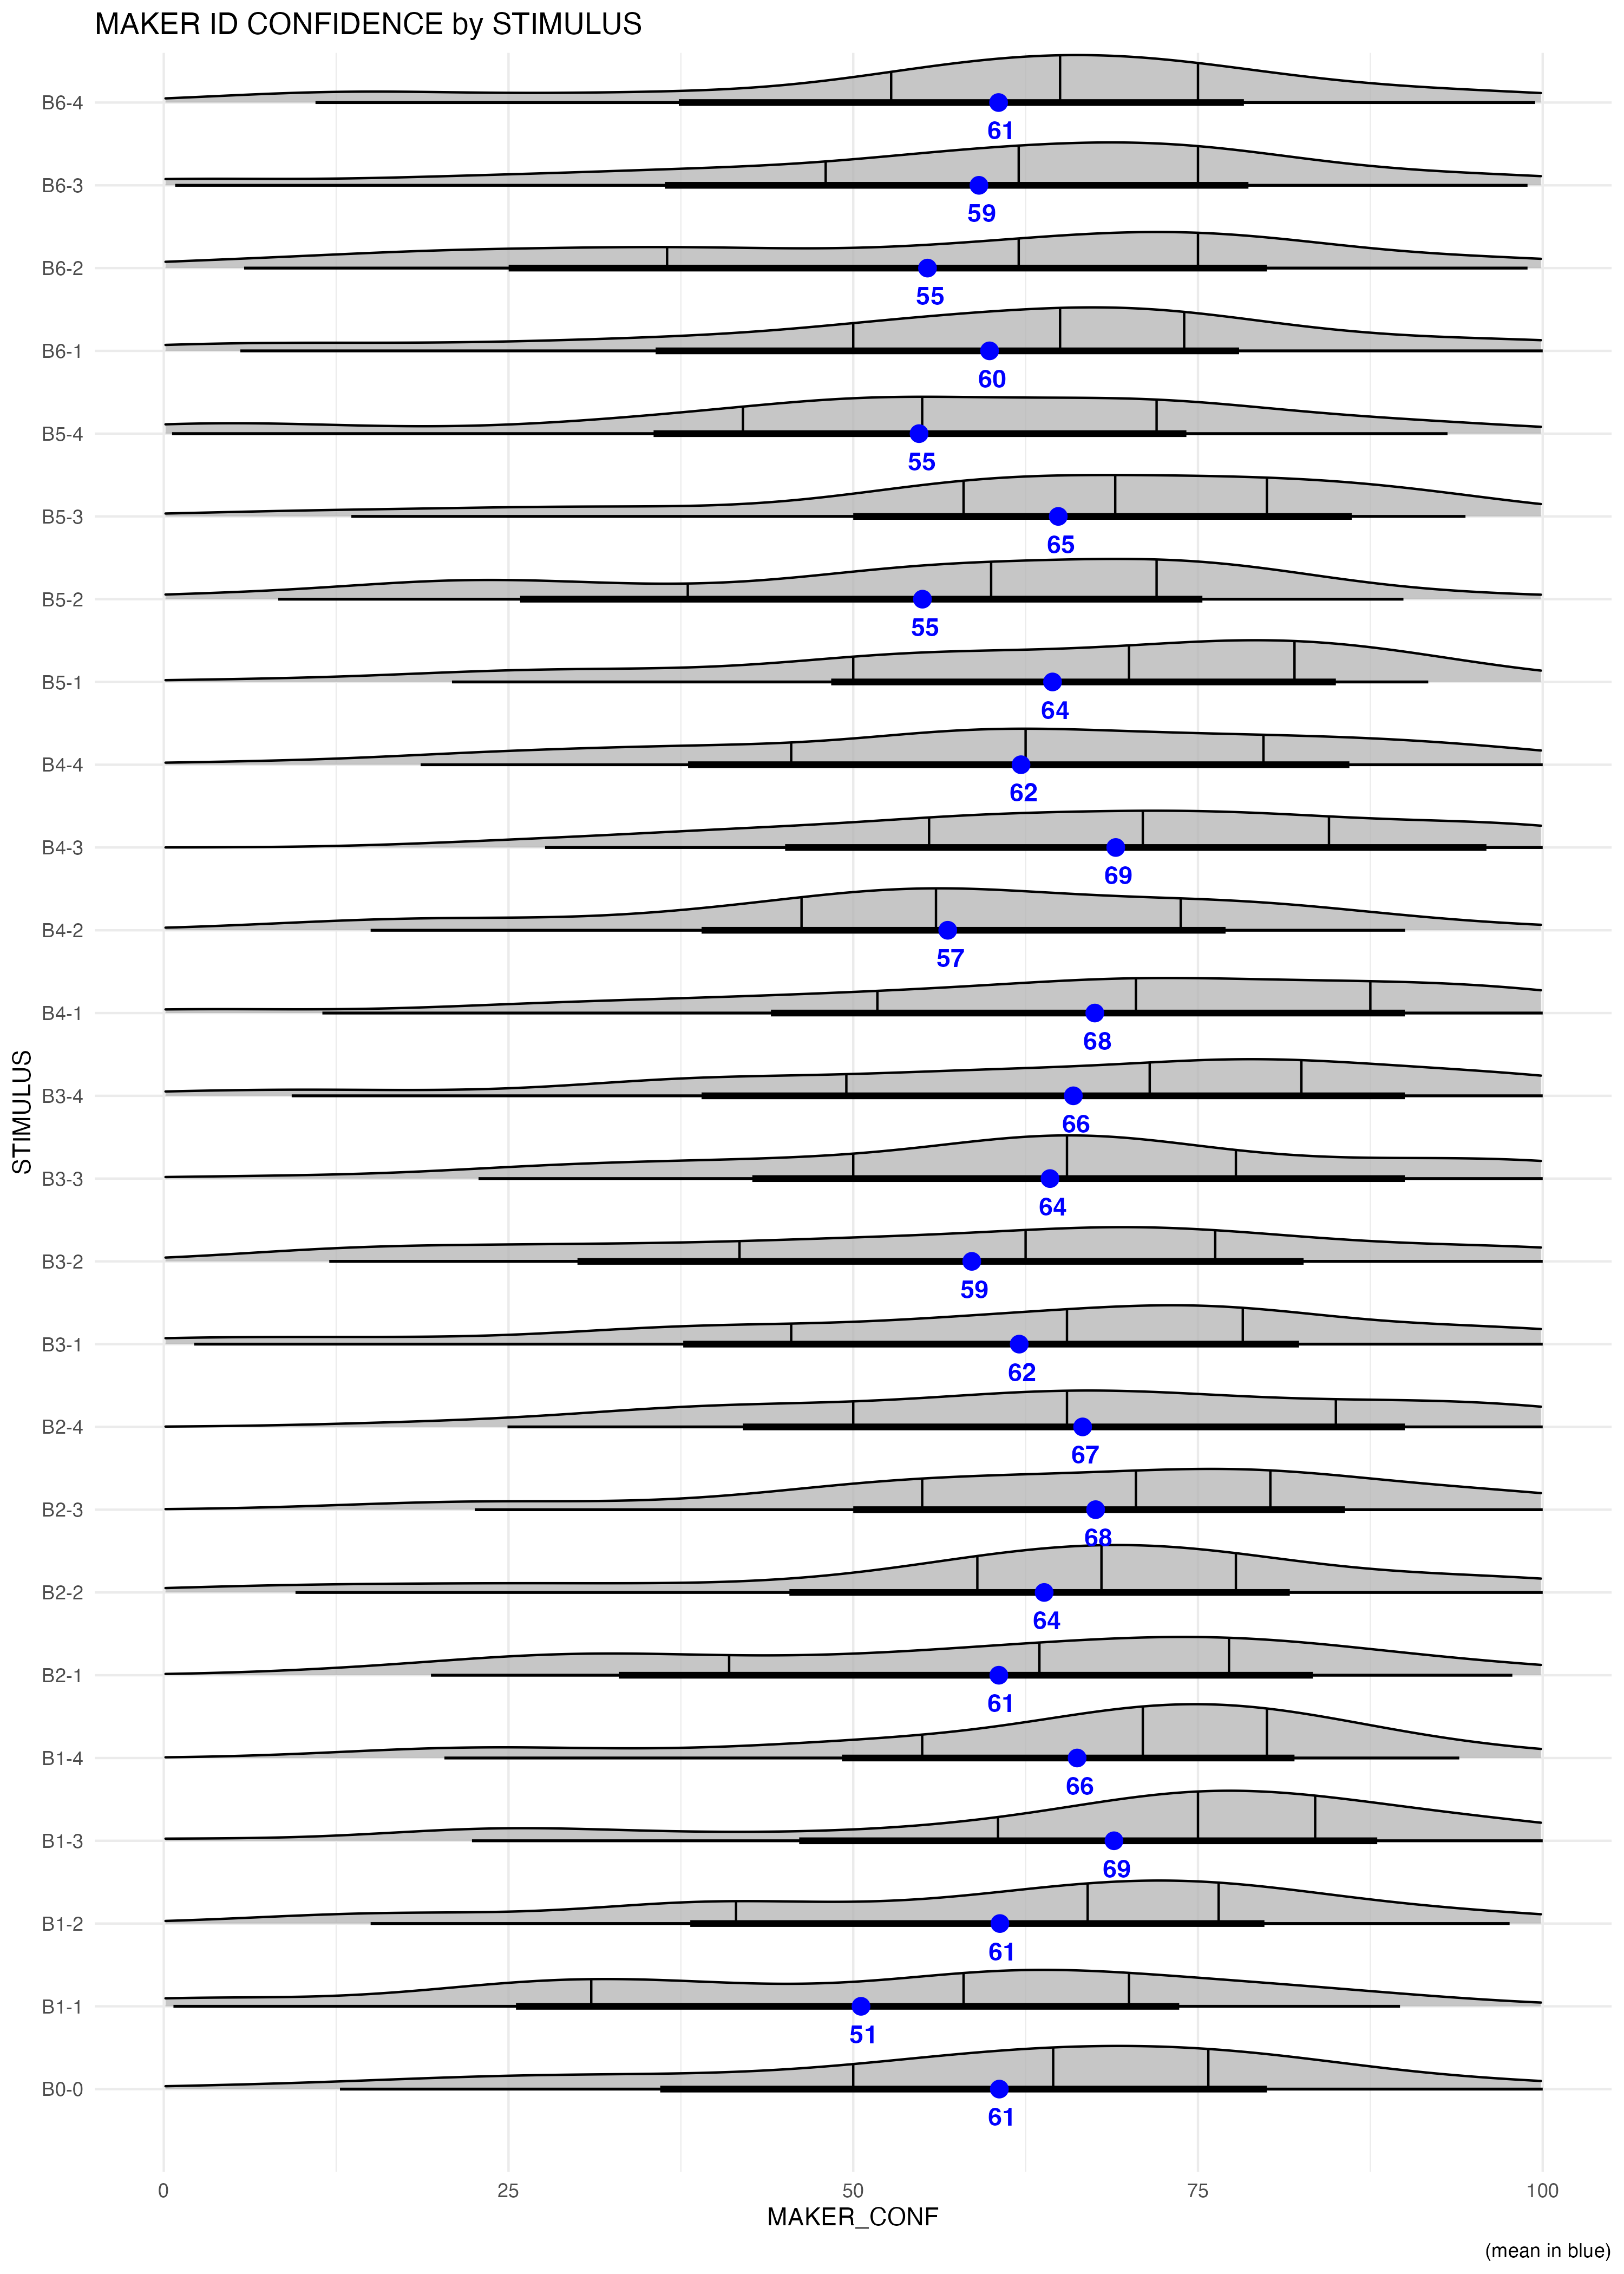 MAKER ID CONFIDENCE by STIMULUS
B6-4
61
B6-3
59
B6-2
55
B6-1
60
B5-4
55
B5-3
65
B5-2
55
B5-1
64
B4-4
62
B4-3
69
B4-2
57
B4-1
68
B3-4
66
B3-3
64
B3-2
59
B3-1
62
B2-4
67
B2-3
68
B2-2
64
B2-1
61
B1-4
66
B1-3
69
B1-2
61
B1-1
51
B0-0
61
STIMULUS
0 25 50 75 100
MAKER_CONF
(mean in blue)